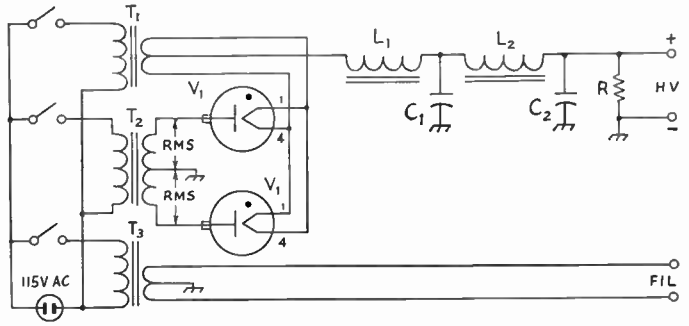 T1
L1
L2
+
V1
1
R
HV
C1
C2
4
T2
RMS
−
RMS
V1
1
T3
4
115V AC
FIL